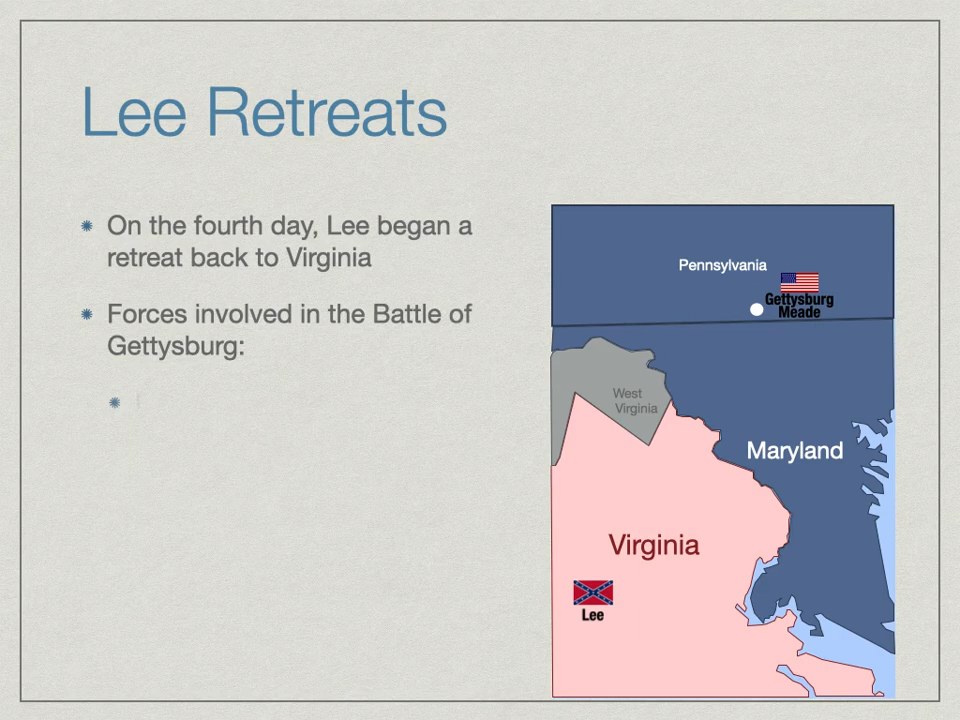 Lee Retreats
On the fourth day, Lee began a
retreat back to Virginia
Forces involved in the Battle of
Gettysburg:
Pennsylvania
Gettysburg
Meade
West
Virginia
Maryland
Virginia
Lee